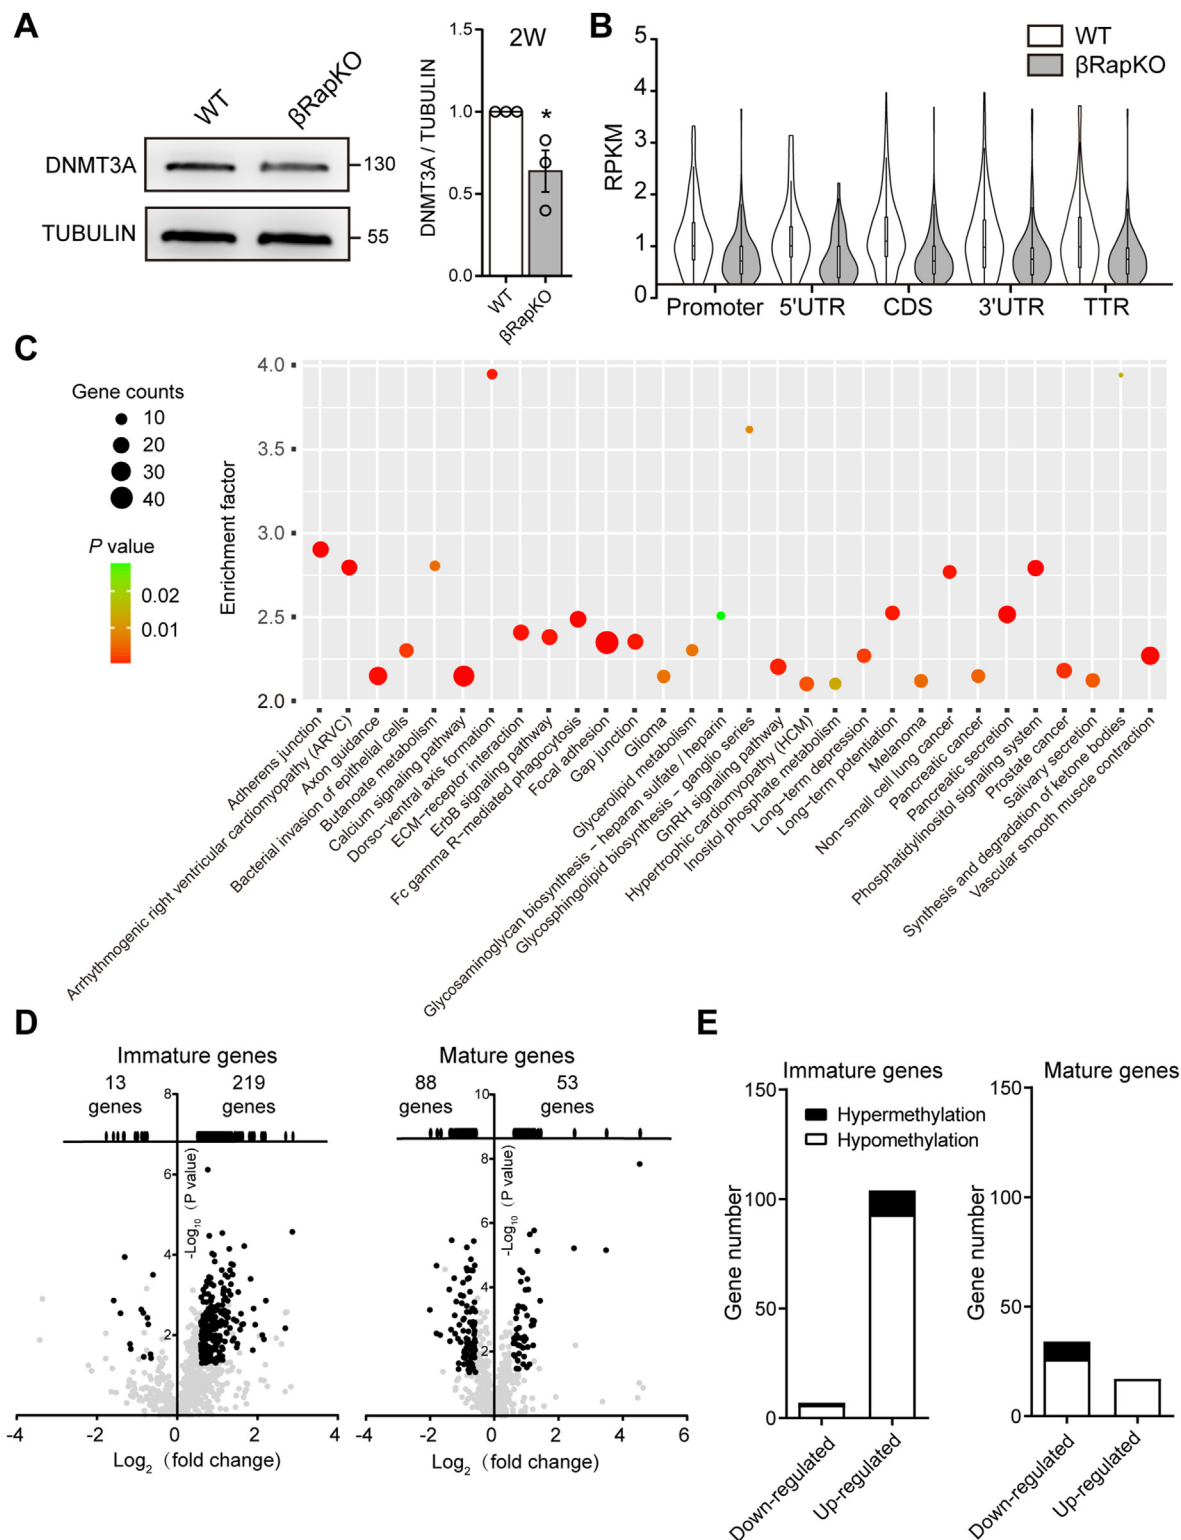 A
WT
βRapKO
DNMT3A
130
TUBULIN
55
DNMT3A / TUBULIN
1.5
1.0
0.5
0.0
2W
*
WT
βRapKO
B
WT
βRapKO
RPKM
5
4
3
2
1
0
Promoter
5'UTR
CDS
3'UTR
TTR
C
Gene counts
10
20
30
40
P value
0.02
0.01
Enrichment factor
4.0
3.5
3.0
2.5
2.0
Adherens junction
Arrhythmogenic right ventricular cardiomyopathy (ARVC)
Axon guidance
Bacterial invasion of epithelial cells
Butanoate metabolism
Calcium signaling pathway
Dorso−ventral axis formation
ECM−receptor interaction
ErbB signaling pathway
Fc gamma R−mediated phagocytosis
Focal adhesion
Gap junction
Glioma
Glycerolipid metabolism
Glycosaminoglycan biosynthesis − heparan sulfate / heparin
Glycosphingolipid biosynthesis − ganglio series
GnRH signaling pathway
Hypertrophic cardiomyopathy (HCM)
Inositol phosphate metabolism
Long−term depression
Long−term potentiation
Melanoma
Non−small cell lung cancer
Pancreatic cancer
Pancreatic secretion
Phosphatidylinositol signaling system
Prostate cancer
Salivary secretion
Synthesis and degradation of ketone bodies
Vascular smooth muscle contraction
D
Immature genes
13
genes
219
genes
8
6
4
2
-Log10 (P value)
-4
-2
0
2
4
Log2 (fold change)
Mature genes
88
genes
53
genes
10
8
6
4
2
-Log10 (P value)
-4
-2
0
2
4
6
Log2 (fold change)
E
Immature genes
Hypermethylation
Hypomethylation
Gene number
150
100
50
0
Down-regulated
Up-regulated
Mature genes
Gene number
150
100
50
0
Down-regulated
Up-regulated